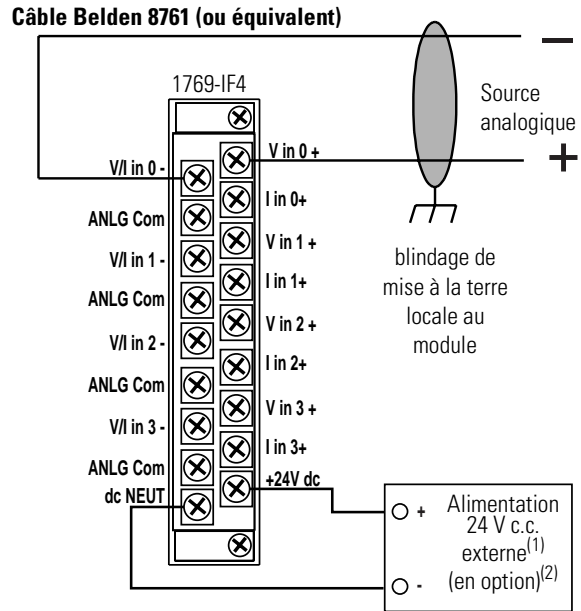 Câble Belden 8761 (ou équivalent)
−
1769-IF4
Source
analogique
V in 0 +
+
V/I in 0 -
I in 0+
ANLG Com
V in 1 +
V/I in 1 -
I in 1+
ANLG Com
V in 2 +
V/I in 2 -
I in 2+
ANLG Com
V in 3 +
V/I in 3 -
I in 3+
ANLG Com
+24V dc
dc NEUT
blindage de
mise à la terre
locale au
module
+ Alimentation
24 V c.c.
externe(1)
- (en option)(2)